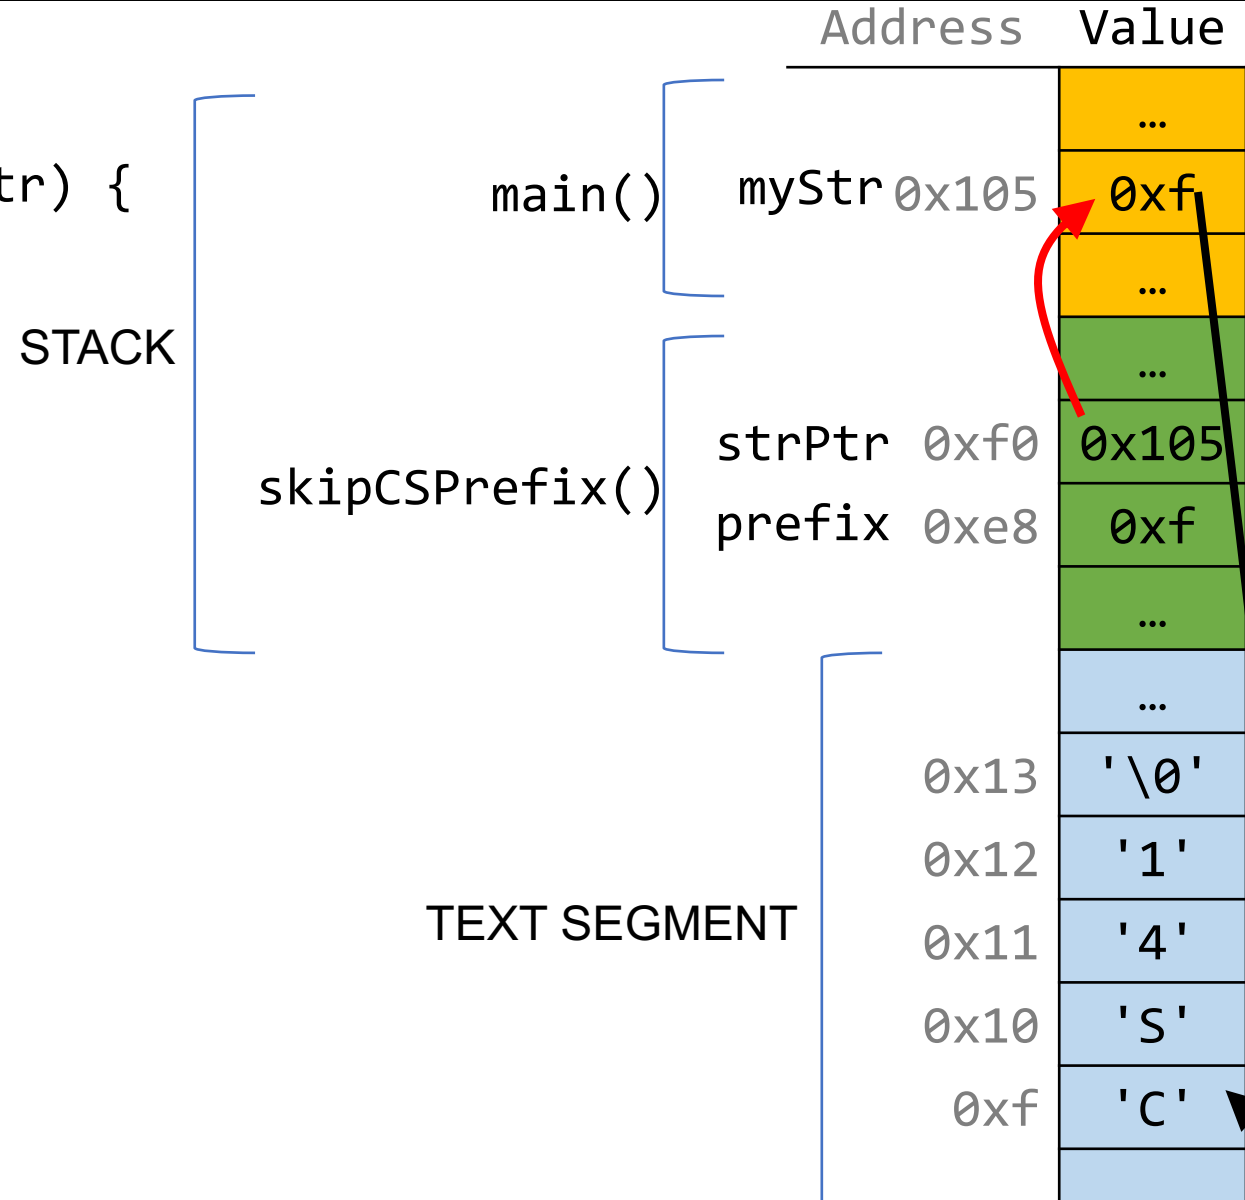 Address Value
…
tr) { main() myStr 0x105 0xf
…
STACK
…
strPtr 0xf0 0x105
skipCSPrefix()
prefix 0xe8 0xf
…
…
0x13 '\0'
0x12 '1'
TEXT SEGMENT
0x11 '4'
0x10 'S'
0xf 'C'